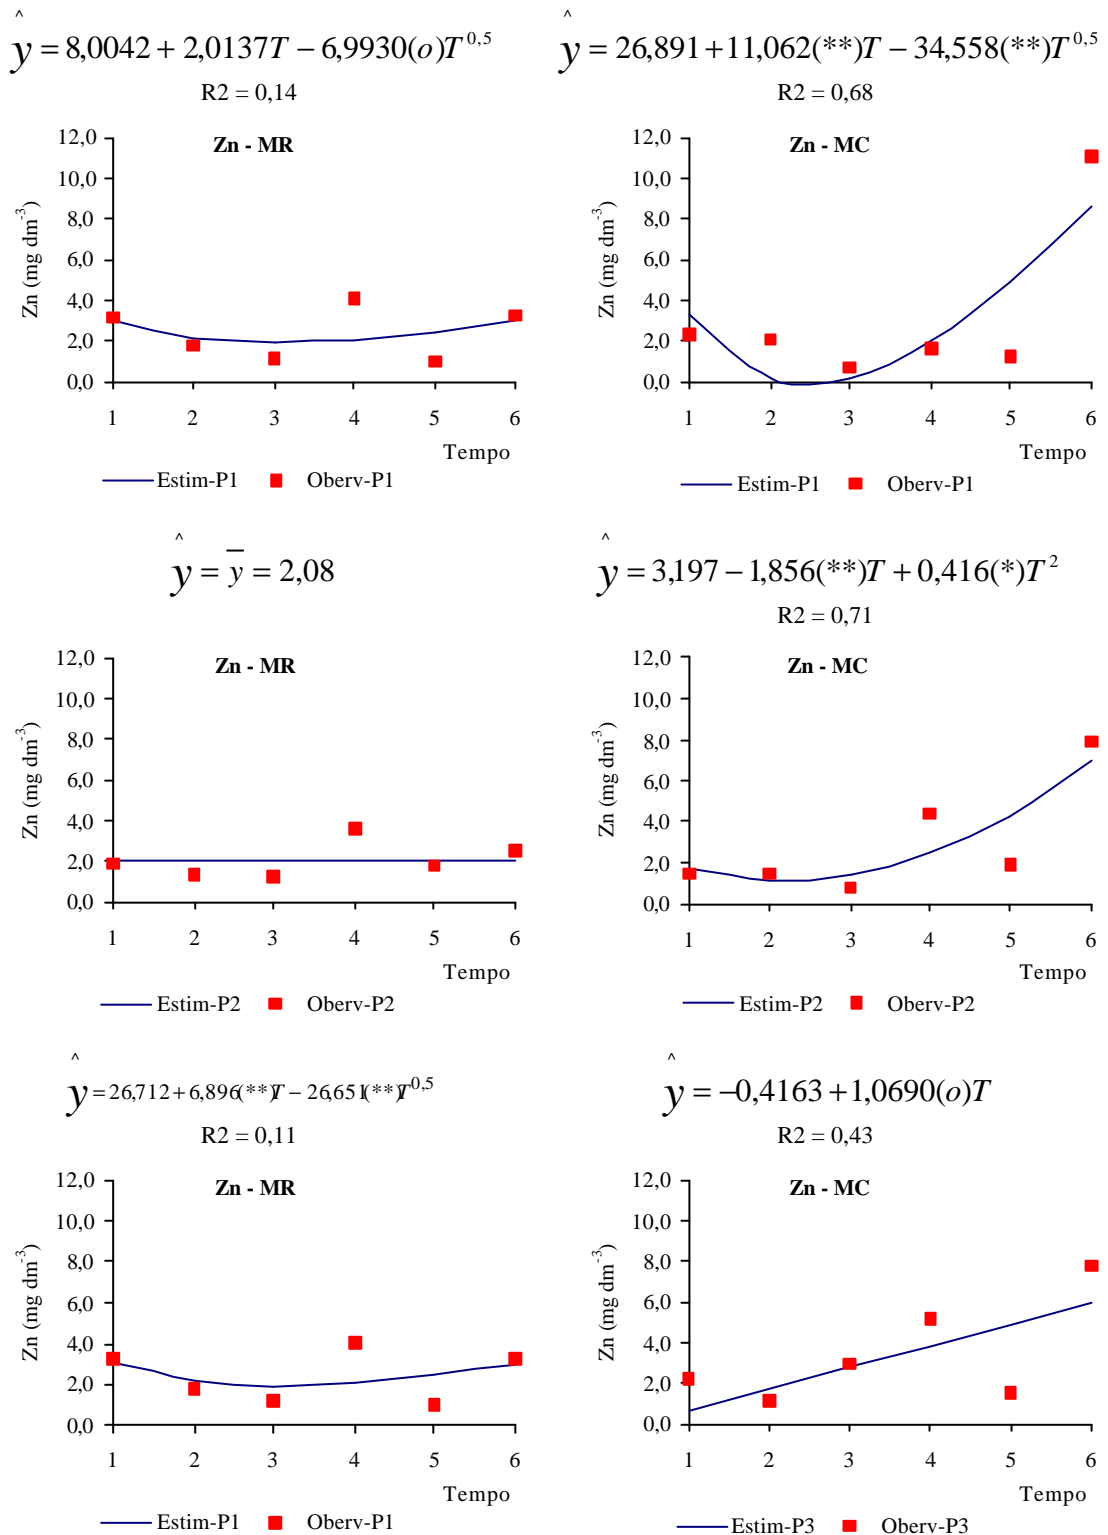 ŷ = 8,0042 + 2,0137T − 6,9930(o)T^0,5
R2 = 0,14
Zn - MR
Zn (mg dm-3)
12,0
10,0
8,0
6,0
4,0
2,0
0,0
1 2 3 4 5 6
Tempo
Estim-P1 Oberv-P1
ŷ = 26,891 + 11,062(**)T − 34,558(**)T^0,5
R2 = 0,68
Zn - MC
Zn (mg dm-3)
12,0
10,0
8,0
6,0
4,0
2,0
0,0
1 2 3 4 5 6
Tempo
Estim-P1 Oberv-P1
ŷ = y̅ = 2,08
Zn - MR
Zn (mg dm-3)
12,0
10,0
8,0
6,0
4,0
2,0
0,0
1 2 3 4 5 6
Tempo
Estim-P2 Oberv-P2
ŷ = 3,197 − 1,856(**)T + 0,416(*)T^2
R2 = 0,71
Zn - MC
Zn (mg dm-3)
12,0
10,0
8,0
6,0
4,0
2,0
0,0
1 2 3 4 5 6
Tempo
Estim-P2 Oberv-P2
ŷ = 26,712 + 6,896(**)T − 26,651(**)T^0,5
R2 = 0,11
Zn - MR
Zn (mg dm-3)
12,0
10,0
8,0
6,0
4,0
2,0
0,0
1 2 3 4 5 6
Tempo
Estim-P1 Oberv-P1
ŷ = −0,4163 + 1,0690(o)T
R2 = 0,43
Zn - MC
Zn (mg dm-3)
12,0
10,0
8,0
6,0
4,0
2,0
0,0
1 2 3 4 5 6
Tempo
Estim-P3 Oberv-P3